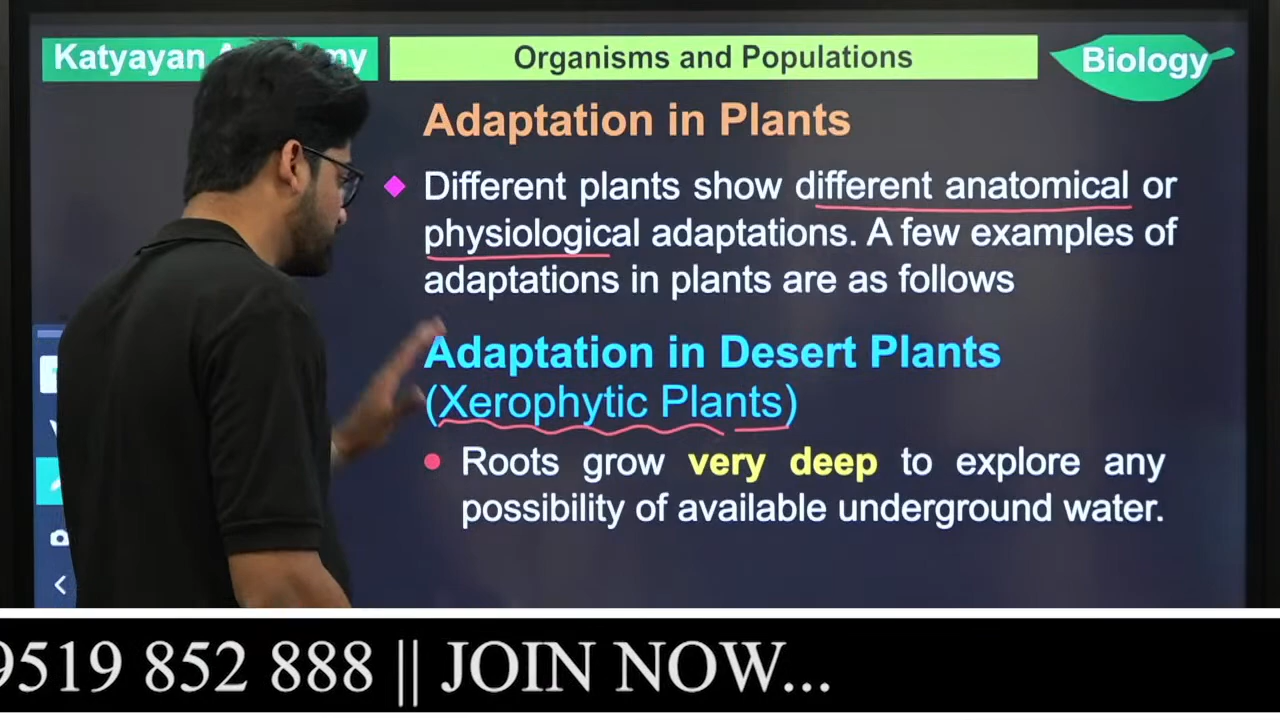 Katyayan
Organisms and Populations
Biology
Adaptation in Plants
Different plants show different anatomical or
physiological adaptations. A few examples of
adaptations in plants are as follows
Adaptation in Desert Plants
(Xerophytic Plants)
Roots grow very deep to explore any
possibility of available underground water.
9519 852 888 || JOIN NOW...